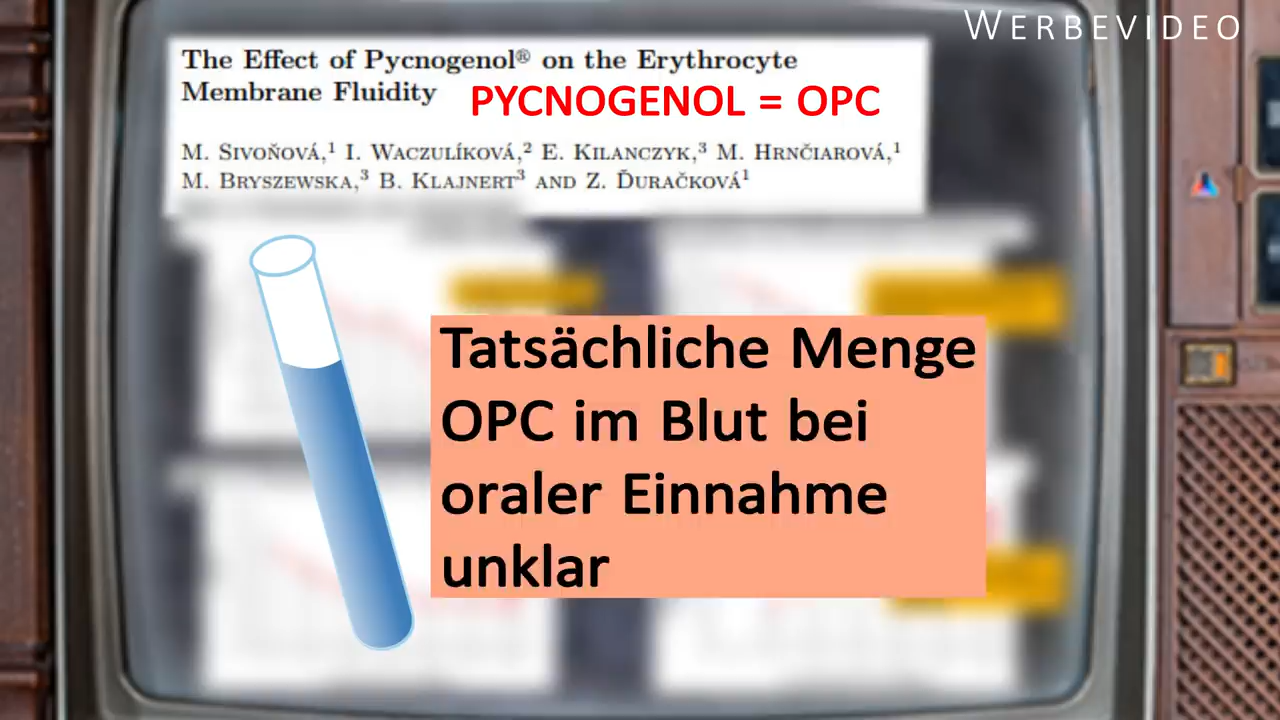 WERBEVIDEO
The Effect of Pycnogenol® on the Erythrocyte
Membrane Fluidity
PYCNOGENOL = OPC
M. SIVOŇOVÁ,¹ I. WACZULÍKOVÁ,² E. KILANCZYK,³ M. HRNČIAROVÁ,¹
M. BRYSZEWSKA,³ B. KLAJNERT³ AND Z. ĎURAČKOVÁ¹
Tatsächliche Menge
OPC im Blut bei
oraler Einnahme
unklar